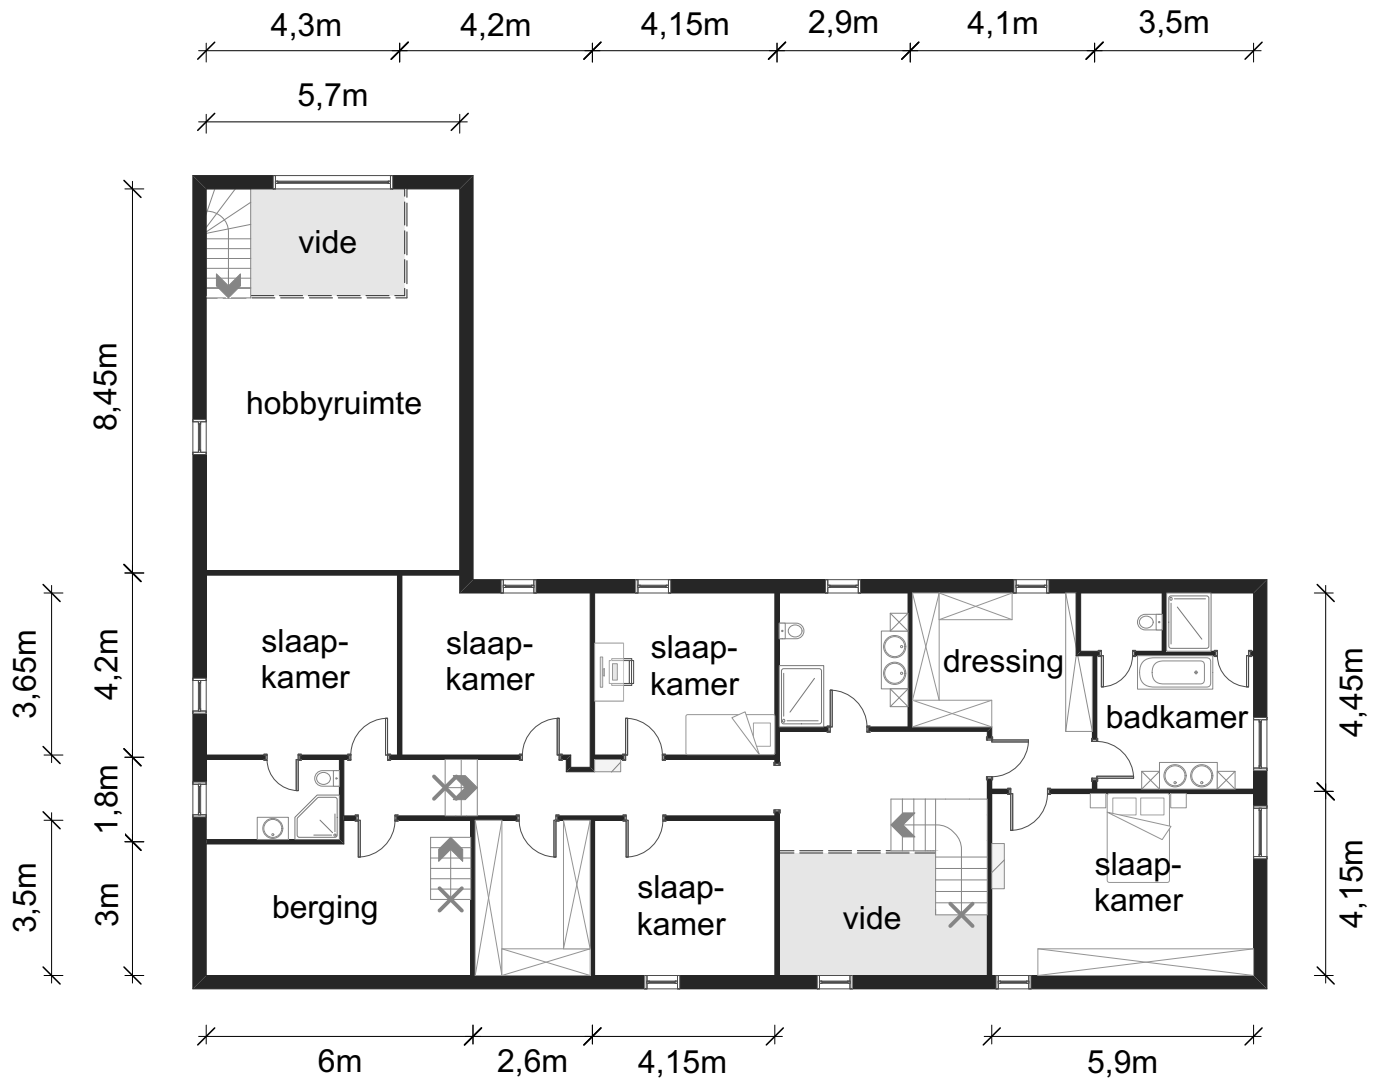 4,3m
4,2m
4,15m
2,9m
4,1m
3,5m
5,7m
vide
8,45m
hobbyruimte
3,65m
4,2m
slaap-
kamer
slaap-
kamer
slaap-
kamer
dressing
badkamer
4,45m
1,8m
3,5m
3m
berging
slaap-
kamer
vide
slaap-
kamer
4,15m
6m
2,6m
4,15m
5,9m